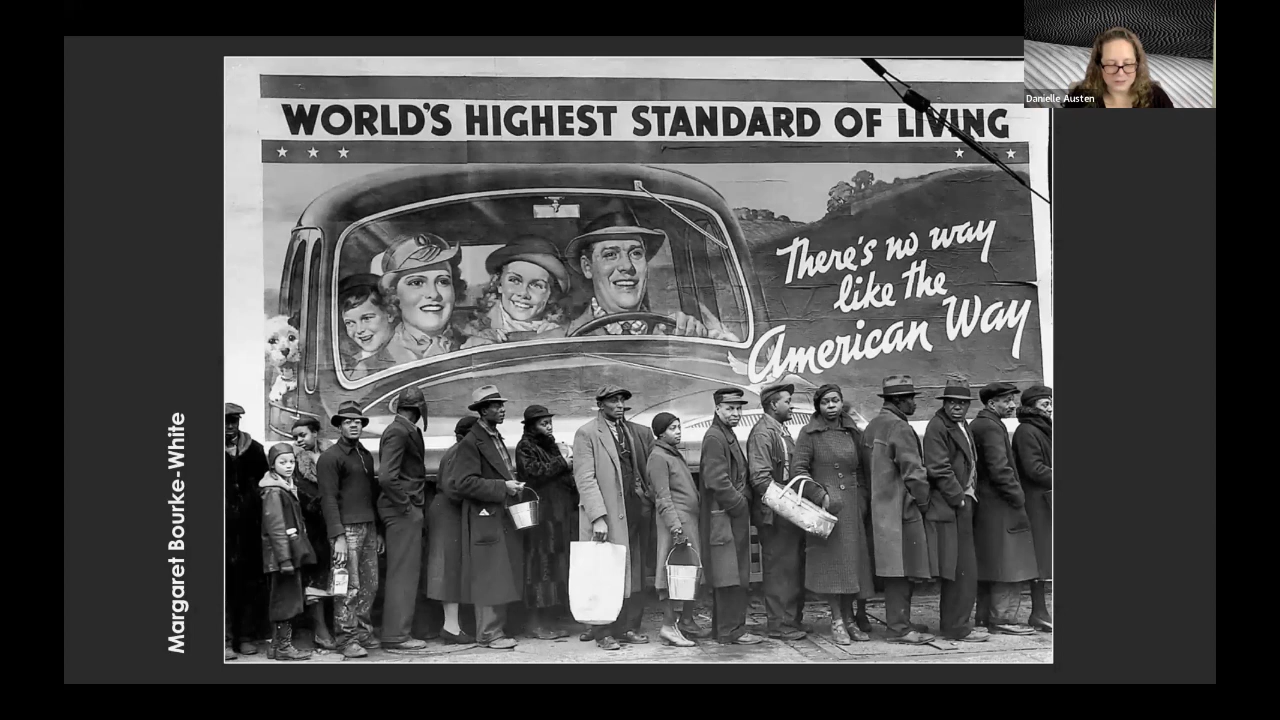 WORLD'S HIGHEST STANDARD OF LIVING
There's no way
like the
American Way
Margaret Bourke-White
Danielle Austen